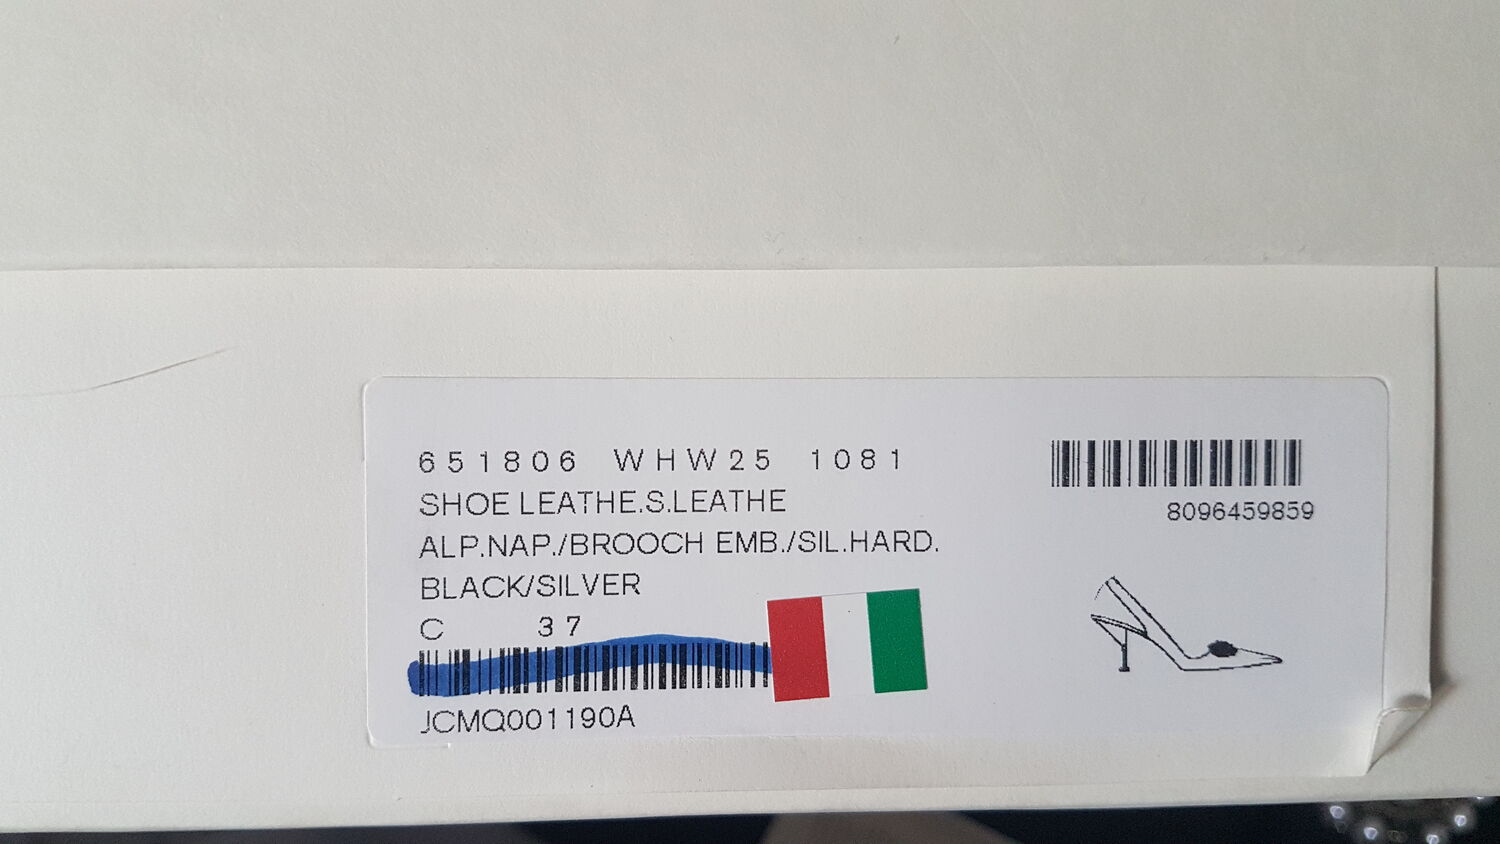 651806 WHW25 1081
SHOE LEATHE.S.LEATHE
ALP.NAP./BROOCH EMB./SIL.HARD.
BLACK/SILVER
C 37
JCMQ001190A
8096459859